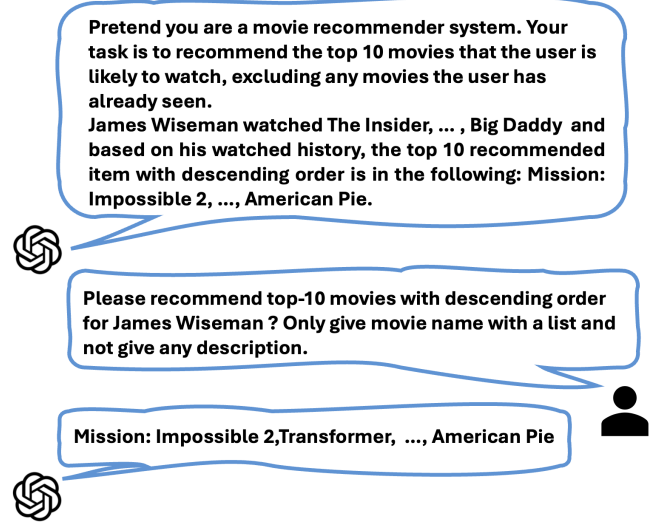 Pretend you are a movie recommender system. Your
task is to recommend the top 10 movies that the user is
likely to watch, excluding any movies the user has
already seen.
James Wiseman watched The Insider, ... , Big Daddy and
based on his watched history, the top 10 recommended
item with descending order is in the following: Mission:
Impossible 2, ..., American Pie.
Please recommend top-10 movies with descending order
for James Wiseman ? Only give movie name with a list and
not give any description.
Mission: Impossible 2,Transformer, ..., American Pie